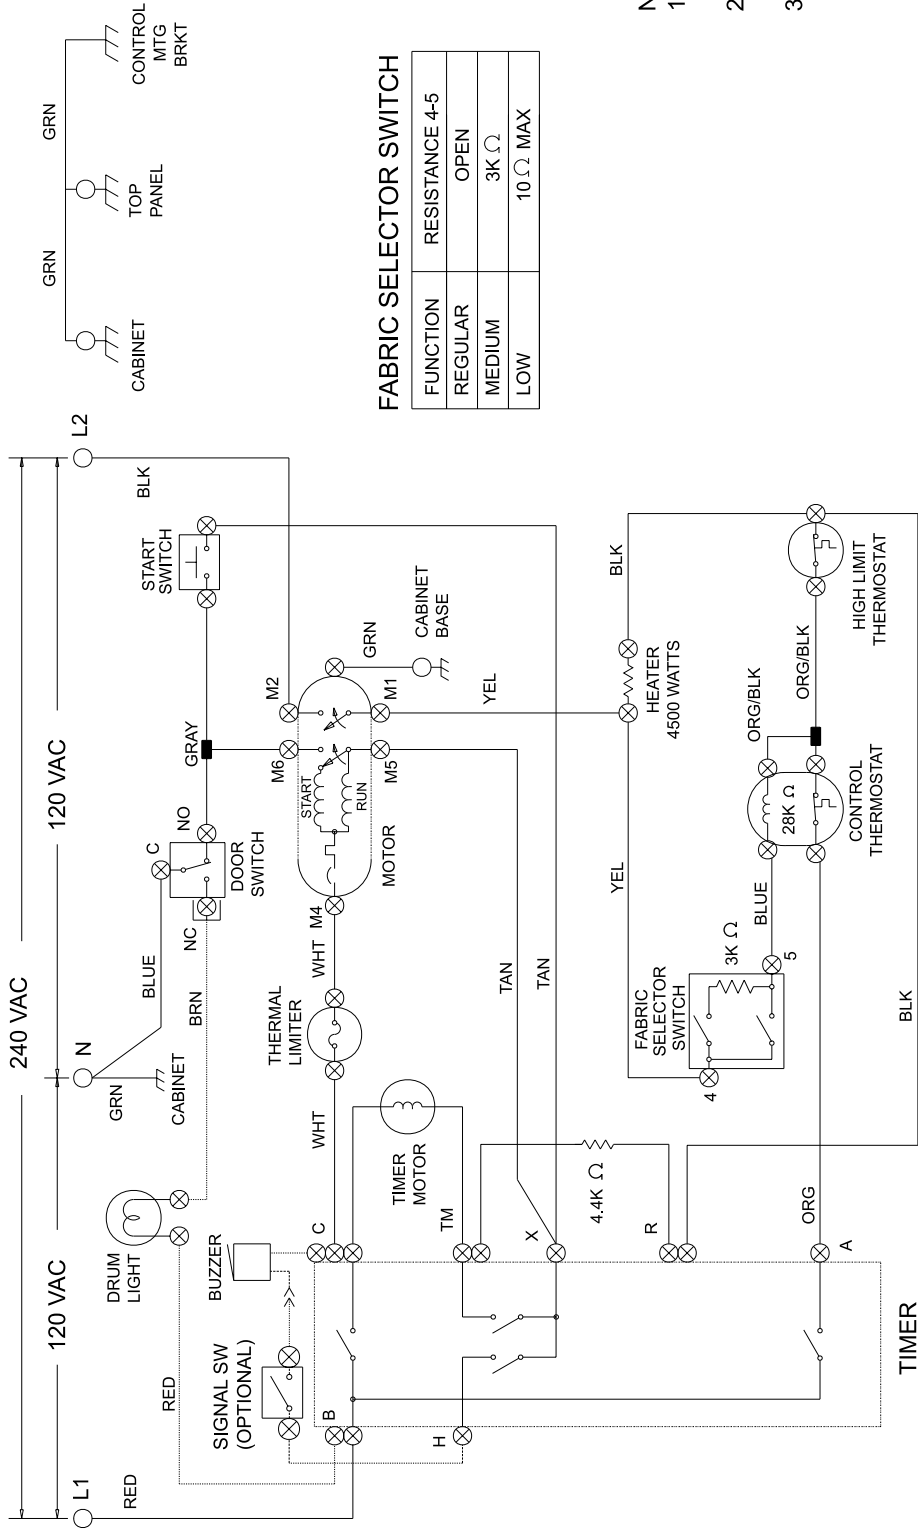 240 VAC
120 VAC
120 VAC
L1
N
L2
RED
RED
DRUM
LIGHT
GRN
CABINET
BLUE
BRN
C
NC
NO
DOOR
SWITCH
GRAY
START
SWITCH
BLK
GRN
GRN
CABINET
TOP
PANEL
CONTROL
MTG
BRKT
SIGNAL SW
(OPTIONAL)
BUZZER
B
C
WHT
THERMAL
LIMITER
WHT
M4
MOTOR
START
RUN
M6
M2
M5
M1
GRN
CABINET
BASE
YEL
TIMER
MOTOR
H
TM
X
TAN
TAN
4.4K Ω
R
ORG
A
TIMER
FABRIC
SELECTOR
SWITCH
4
3K Ω
5
YEL
BLUE
HEATER
4500 WATTS
BLK
28K Ω
CONTROL
THERMOSTAT
ORG/BLK
ORG/BLK
HIGH LIMIT
THERMOSTAT
BLK
FABRIC SELECTOR SWITCH
FUNCTION RESISTANCE 4-5
REGULAR OPEN
MEDIUM 3K Ω
LOW 10 Ω MAX
N
1
2
3